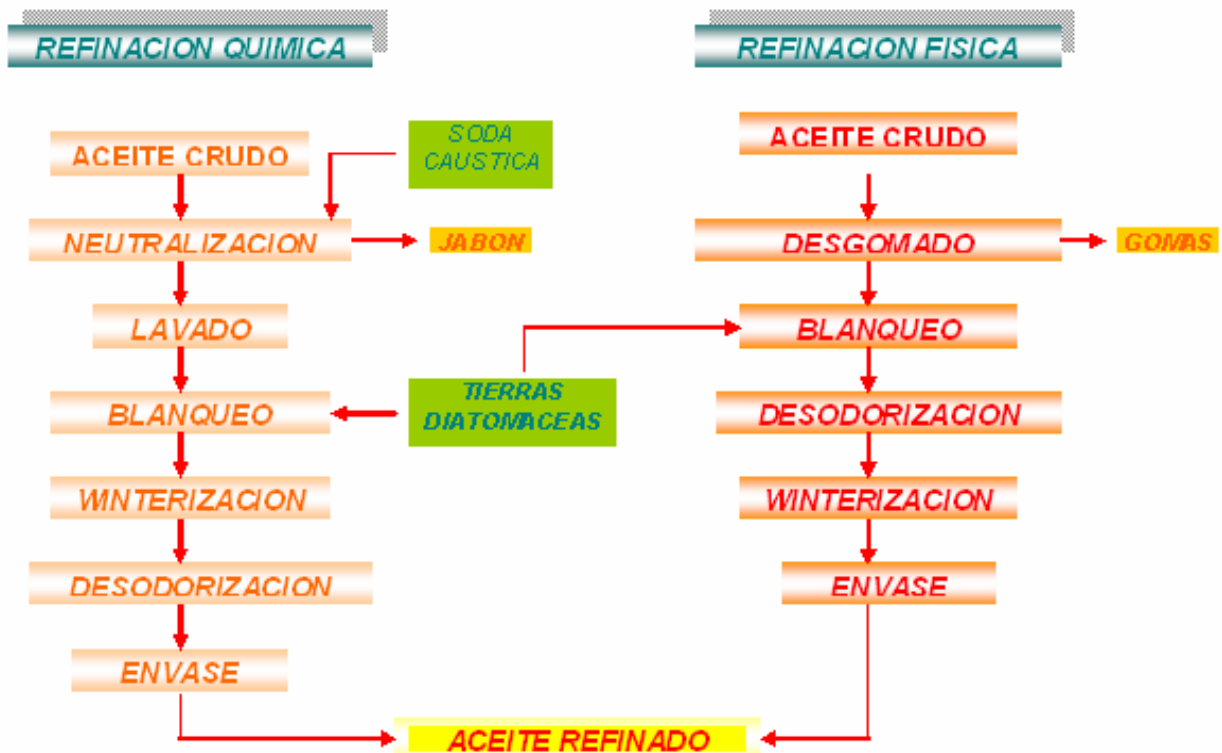 REFINACION QUIMICA
REFINACION FISICA
ACEITE CRUDO
SODA
CAUSTICA
NEUTRALIZACION
JABON
LAVADO
BLANQUEO
TIERRAS
DIATOMACEAS
WINTERIZACION
DESODORIZACION
ENVASE
ACEITE CRUDO
DESGOMADO
GOMAS
BLANQUEO
DESODORIZACION
WINTERIZACION
ENVASE
ACEITE REFINADO